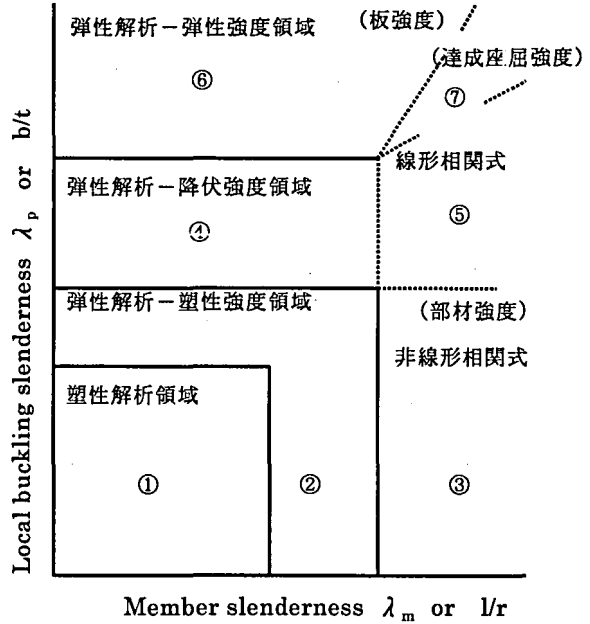 弾性解析－弾性強度領域
(板強度)
(達成座屈強度)
⑥
⑦
線形相関式
弾性解析－降伏強度領域
④
⑤
弾性解析－塑性強度領域
(部材強度)
非線形相関式
塑性解析領域
①
②
③
Local buckling slenderness λp or b/t
Member slenderness λm or l/r